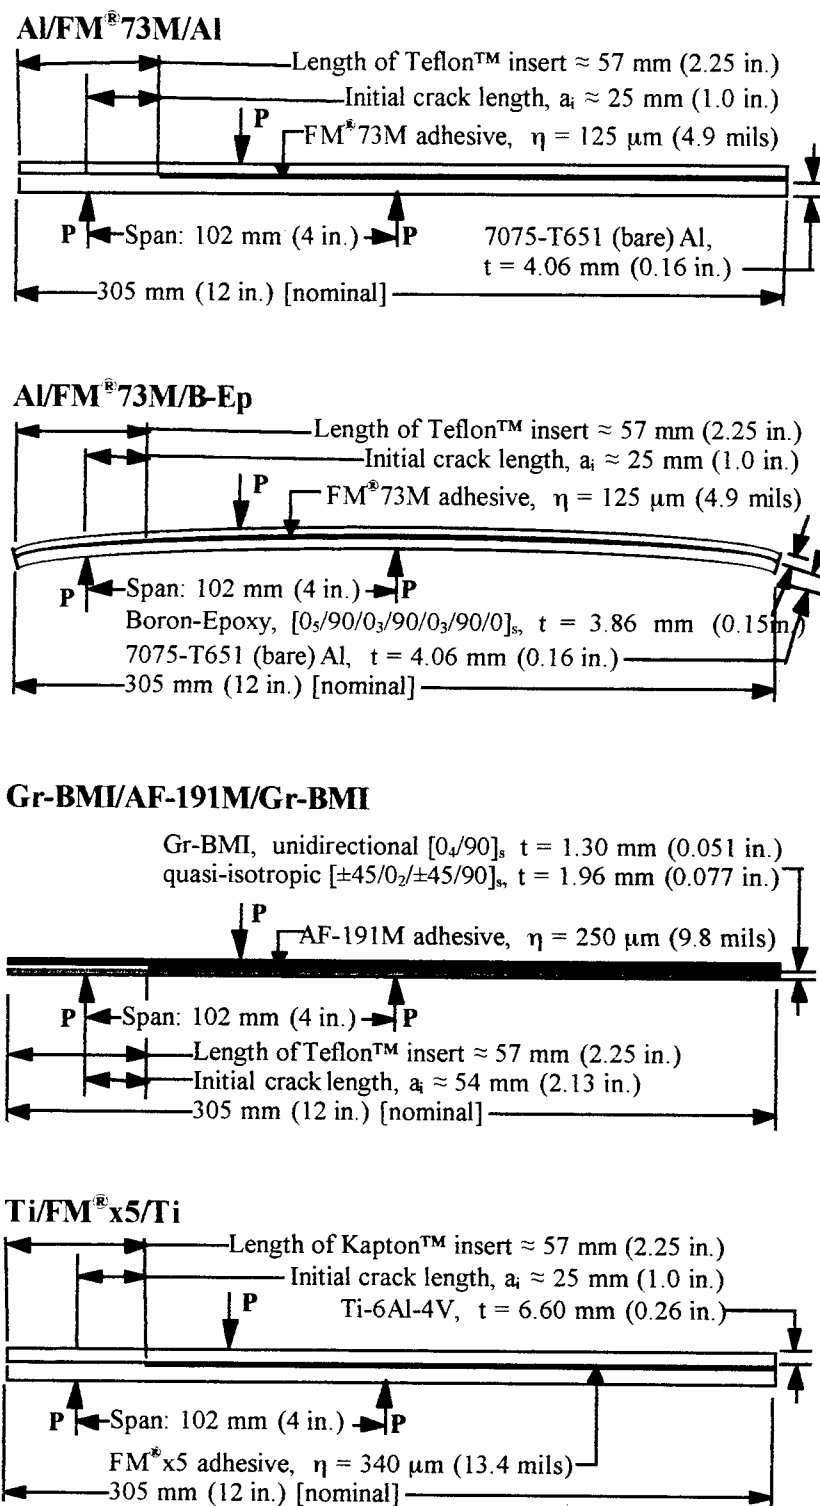 Al/FM®73M/Al
Length of Teflon™ insert ≈ 57 mm (2.25 in.)
Initial crack length, aᵢ ≈ 25 mm (1.0 in.)
P
FM®73M adhesive, η = 125 μm (4.9 mils)
P Span: 102 mm (4 in.) P
7075-T651 (bare) Al,
t = 4.06 mm (0.16 in.)
305 mm (12 in.) [nominal]
Al/FM®73M/B-Ep
Length of Teflon™ insert ≈ 57 mm (2.25 in.)
Initial crack length, aᵢ ≈ 25 mm (1.0 in.)
P
FM®73M adhesive, η = 125 μm (4.9 mils)
P Span: 102 mm (4 in.) P
Boron-Epoxy, [0₅/90/0₃/90/0₃/90/0]ₛ, t = 3.86 mm (0.15in.)
7075-T651 (bare) Al, t = 4.06 mm (0.16 in.)
305 mm (12 in.) [nominal]
Gr-BMI/AF-191M/Gr-BMI
Gr-BMI, unidirectional [0₄/90]ₛ t = 1.30 mm (0.051 in.)
quasi-isotropic [±45/0₂/±45/90]ₛ, t = 1.96 mm (0.077 in.)
P
AF-191M adhesive, η = 250 μm (9.8 mils)
P Span: 102 mm (4 in.) P
Length of Teflon™ insert ≈ 57 mm (2.25 in.)
Initial crack length, aᵢ ≈ 54 mm (2.13 in.)
305 mm (12 in.) [nominal]
Ti/FM®x5/Ti
Length of Kapton™ insert ≈ 57 mm (2.25 in.)
Initial crack length, aᵢ ≈ 25 mm (1.0 in.)
P
Ti-6Al-4V, t = 6.60 mm (0.26 in.)
P Span: 102 mm (4 in.) P
FM®x5 adhesive, η = 340 μm (13.4 mils)
305 mm (12 in.) [nominal]